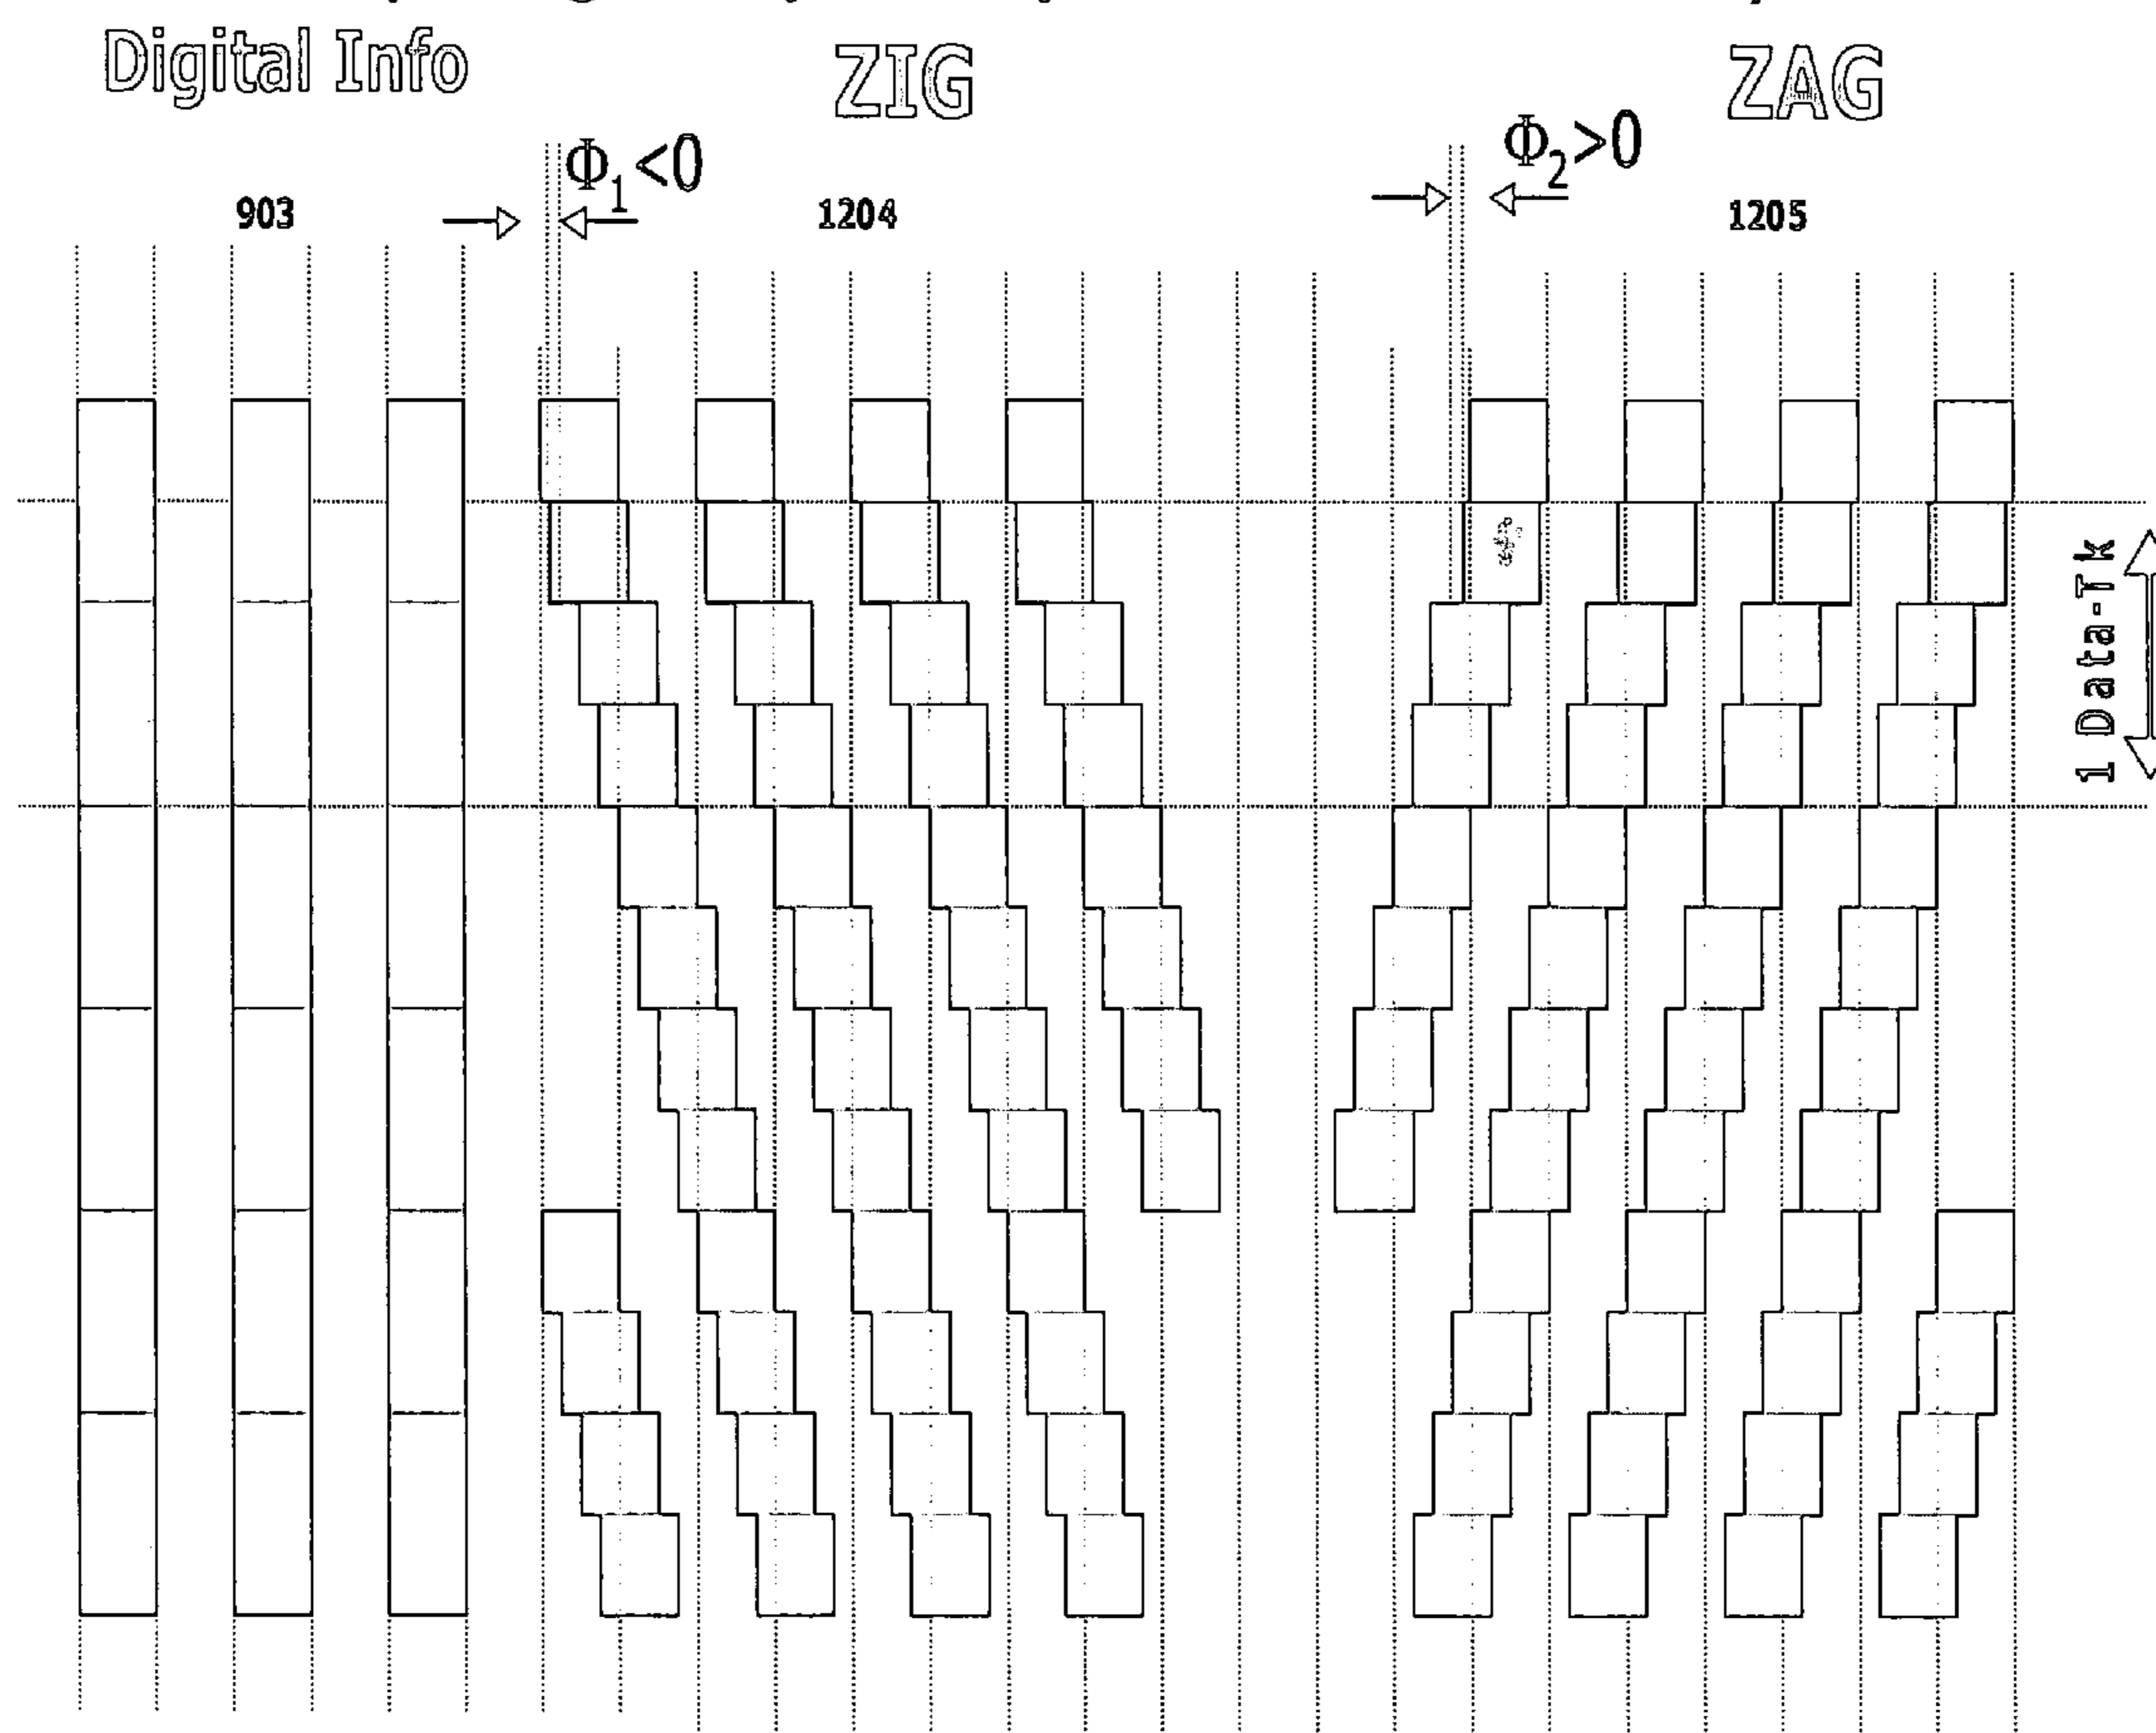 Digital Info
ZIG
ZAG
Φ1<0
Φ2>0
903
1204
1205
1 Data-Tk